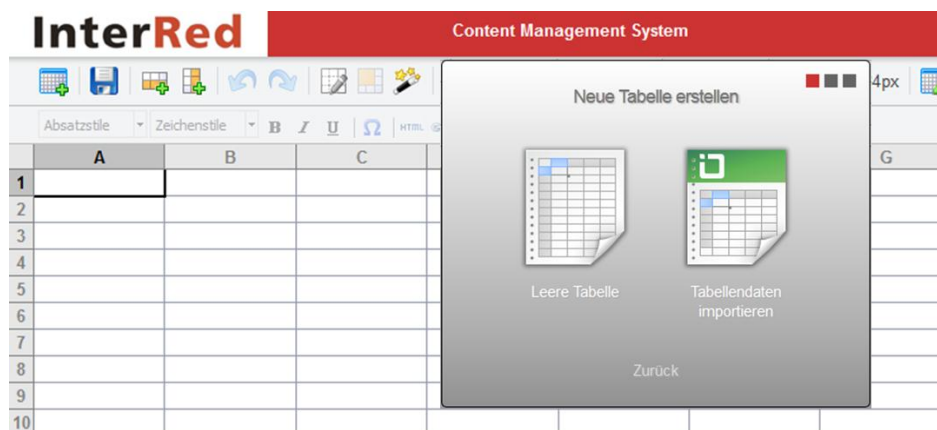 InterRed
Content Management System
Neue Tabelle erstellen
4px
Absatzstile
Zeichenstile
B
I
U
Ω
HTML
A
B
C
G
1
2
3
4
5
6
7
8
9
10
Leere Tabelle
Tabellendaten
importieren
Zurück